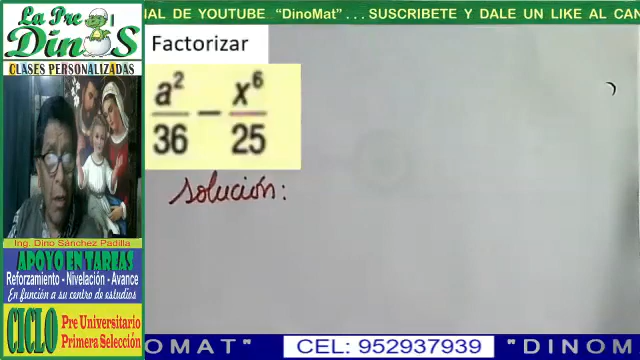 La Pre
DinoS
CLASES PERSONALIZADAS
IAL DE YOUTUBE "DinoMat"... SUSCRIBETE Y DALE UN LIKE AL CAN
Factorizar
a²/36 − x⁶/25
solución:
Ing. Dino Sánchez Padilla
APOYO EN TAREAS
Reforzamiento - Nivelación - Avance
En función a su centro de estudios
CICLO Pre Universitario
Primera Selección
OMAT" CEL: 952937939 "DINOM